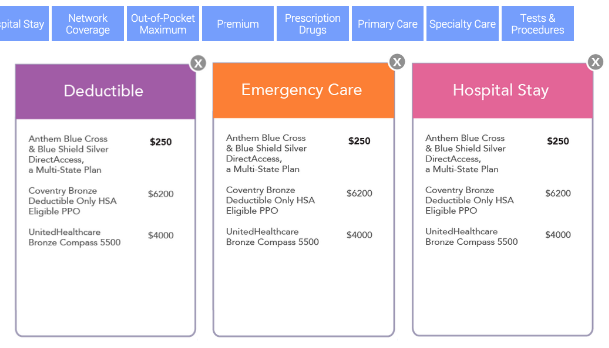 spital Stay
Network
Coverage
Out-of-Pocket
Maximum
Premium
Prescription
Drugs
Primary Care
Specialty Care
Tests &
Procedures
X
Deductible
Anthem Blue Cross
& Blue Shield Silver
DirectAccess,
a Multi-State Plan
$250
Coventry Bronze
Deductible Only HSA
Eligible PPO
$6200
UnitedHealthcare
Bronze Compass 5500
$4000
X
Emergency Care
Anthem Blue Cross
& Blue Shield Silver
DirectAccess,
a Multi-State Plan
$250
Coventry Bronze
Deductible Only HSA
Eligible PPO
$6200
UnitedHealthcare
Bronze Compass 5500
$4000
X
Hospital Stay
Anthem Blue Cross
& Blue Shield Silver
DirectAccess,
a Multi-State Plan
$250
Coventry Bronze
Deductible Only HSA
Eligible PPO
$6200
UnitedHealthcare
Bronze Compass 5500
$4000